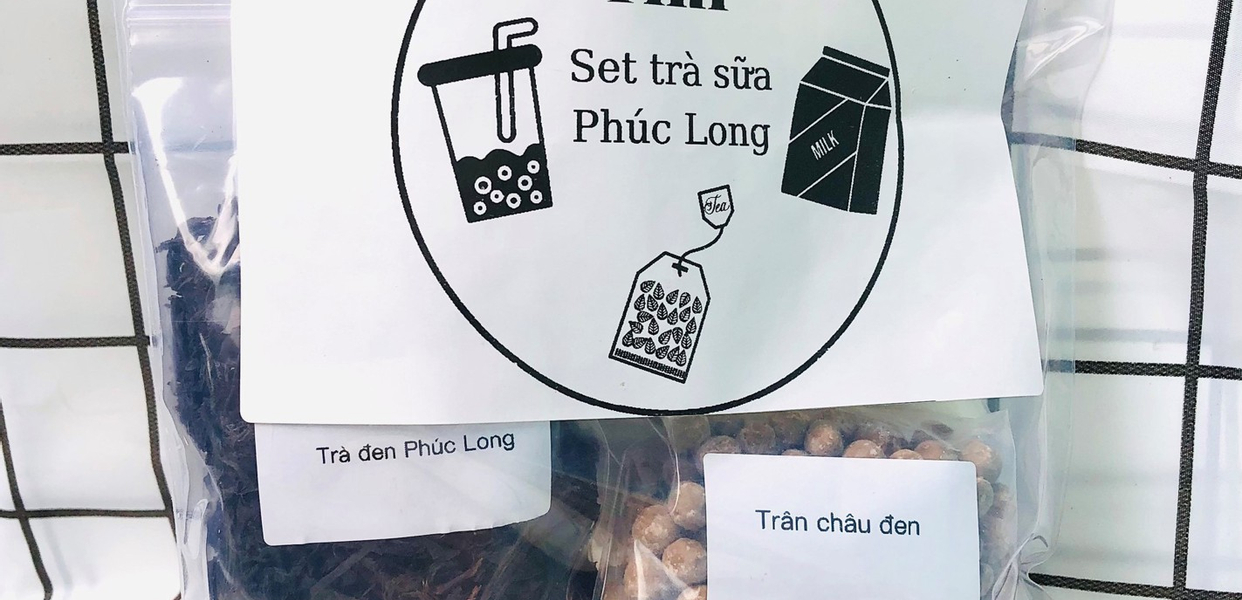 Set trà sữa
Phúc Long
MILK
Tea
Trà đen Phúc Long
Trân châu đen